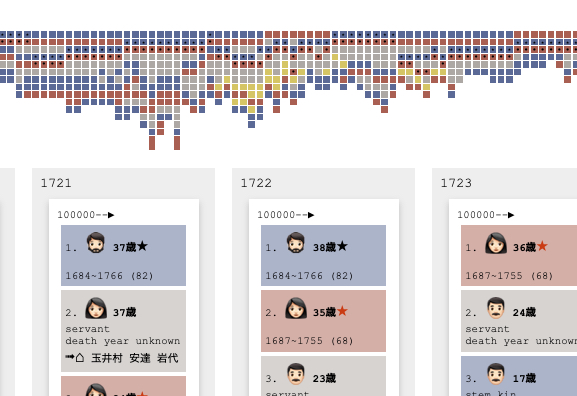 1721
100000-->
1. 37歳★
1684~1766 (82)
2. 37歳
servant
death year unknown
→⌂ 玉井村 安達 岩代
1722
100000-->
1. 38歳★
1684~1766 (82)
2. 35歳★
1687~1755 (68)
3. 23歳
servant
1723
100000-->
1. 36歳★
1687~1755 (68)
2. 24歳
servant
death year unknown
3. 17歳
stem kin